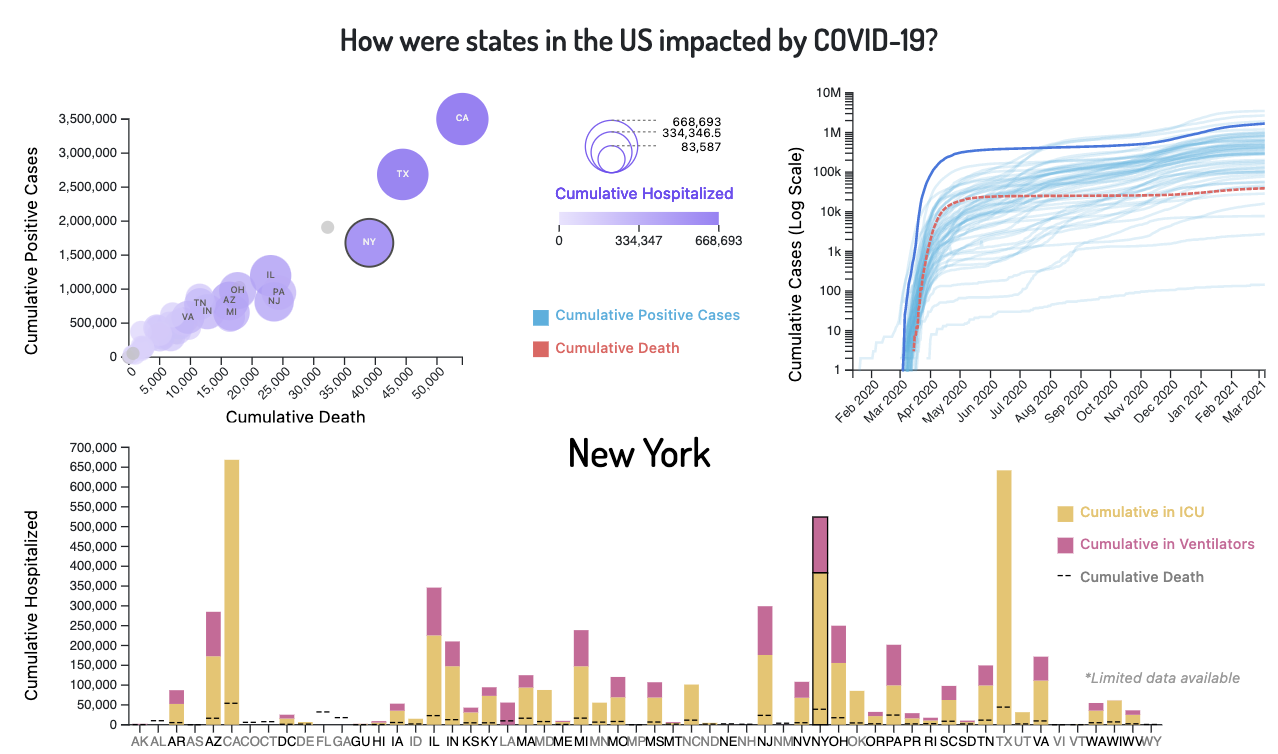 How were states in the US impacted by COVID-19?
Cumulative Positive Cases
3,500,000
3,000,000
2,500,000
2,000,000
1,500,000
1,000,000
500,000
0
CA
TX
NY
IL
OH
PA
AZ
NJ
TN
IN
MI
VA
0
5,000
10,000
15,000
20,000
25,000
30,000
35,000
40,000
45,000
50,000
Cumulative Death
668,693
334,346.5
83,587
Cumulative Hospitalized
0 334,347 668,693
Cumulative Positive Cases
Cumulative Death
Cumulative Cases (Log Scale)
10M
1M
100k
10k
1k
100
10
1
Feb 2020
Mar 2020
Apr 2020
May 2020
Jun 2020
Jul 2020
Aug 2020
Sep 2020
Oct 2020
Nov 2020
Dec 2020
Jan 2021
Feb 2021
Mar 2021
New York
Cumulative Hospitalized
700,000
650,000
600,000
550,000
500,000
450,000
400,000
350,000
300,000
250,000
200,000
150,000
100,000
50,000
0
Cumulative in ICU
Cumulative in Ventilators
Cumulative Death
*Limited data available
AK AL AR AS AZ CA CO CT DC DE FL GA GU HI IA ID IL IN KS KY LA MA MD ME MI MN MO MP MS MT NC ND NE NH NJ NM NV NY OH OK OR PA PR RI SC SD TN TX UT VA VI VT WA WI WV WY